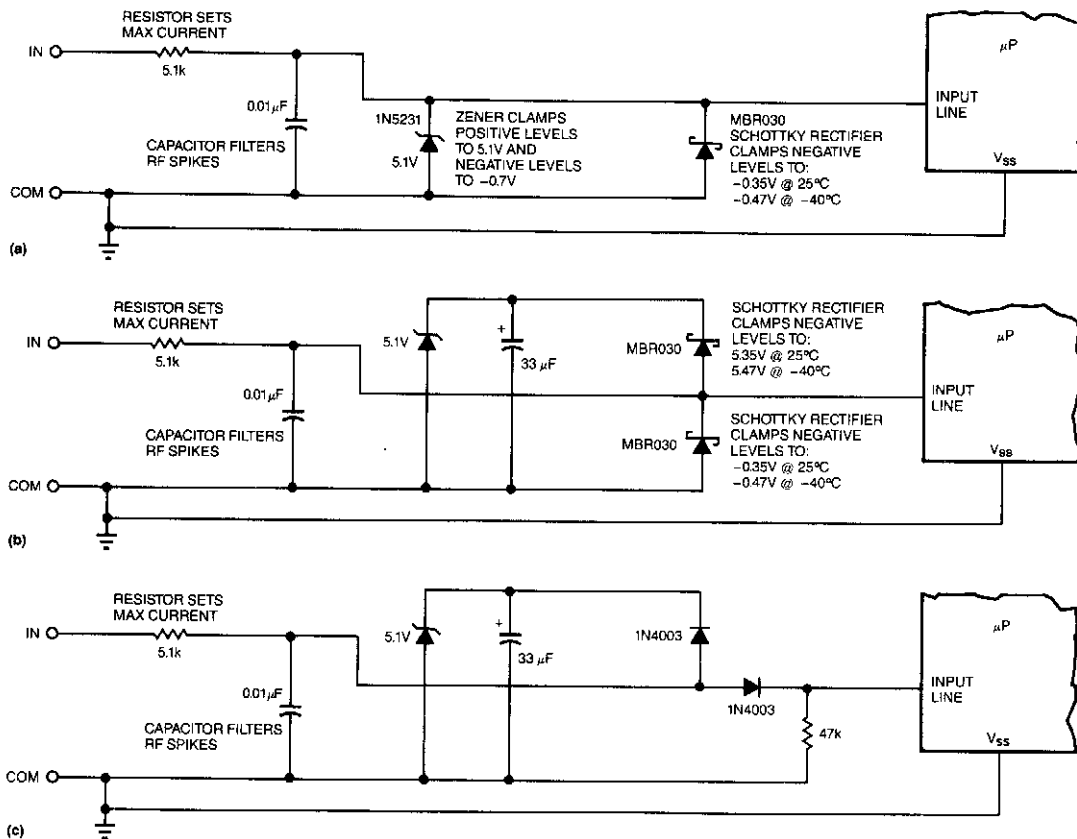 RESISTOR SETS
MAX CURRENT
IN
5.1k
0.01μF
CAPACITOR FILTERS
RF SPIKES
1N5231
5.1V
ZENER CLAMPS
POSITIVE LEVELS
TO 5.1V AND
NEGATIVE LEVELS
TO −0.7V
MBR030
SCHOTTKY RECTIFIER
CLAMPS NEGATIVE
LEVELS TO:
−0.35V @ 25°C
−0.47V @ −40°C
μP
INPUT
LINE
VSS
COM
(a)
RESISTOR SETS
MAX CURRENT
IN
5.1k
0.01μF
CAPACITOR FILTERS
RF SPIKES
5.1V
+
33 μF
MBR030
SCHOTTKY RECTIFIER
CLAMPS NEGATIVE
LEVELS TO:
5.35V @ 25°C
5.47V @ −40°C
MBR030
SCHOTTKY RECTIFIER
CLAMPS NEGATIVE
LEVELS TO:
−0.35V @ 25°C
−0.47V @ −40°C
μP
INPUT
LINE
VSS
COM
(b)
RESISTOR SETS
MAX CURRENT
IN
5.1k
0.01μF
CAPACITOR FILTERS
RF SPIKES
5.1V
+
33 μF
1N4003
1N4003
47k
μP
INPUT
LINE
VSS
COM
(c)